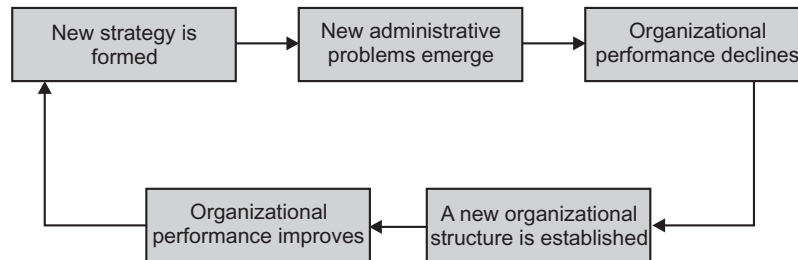 New strategy is
formed
New administrative
problems emerge
Organizational
performance declines
A new organizational
structure is established
Organizational
performance improves